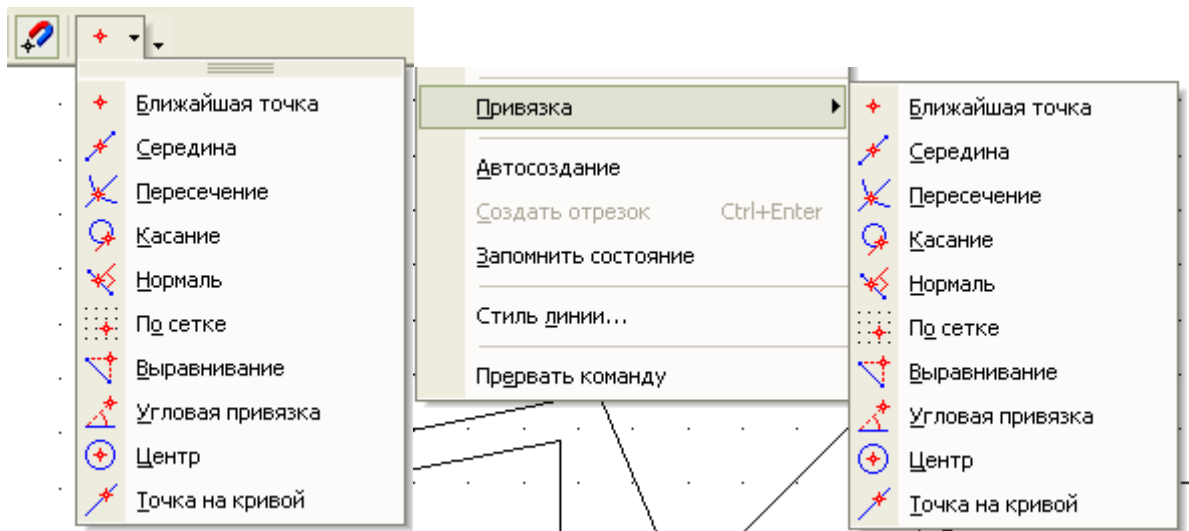 Ближайшая точка
Середина
Пересечение
Касание
Нормаль
По сетке
Выравнивание
Угловая привязка
Центр
Точка на кривой
Привязка
Автосоздание
Создать отрезок Ctrl+Enter
Запомнить состояние
Стиль линии...
Прервать команду
Ближайшая точка
Середина
Пересечение
Касание
Нормаль
По сетке
Выравнивание
Угловая привязка
Центр
Точка на кривой